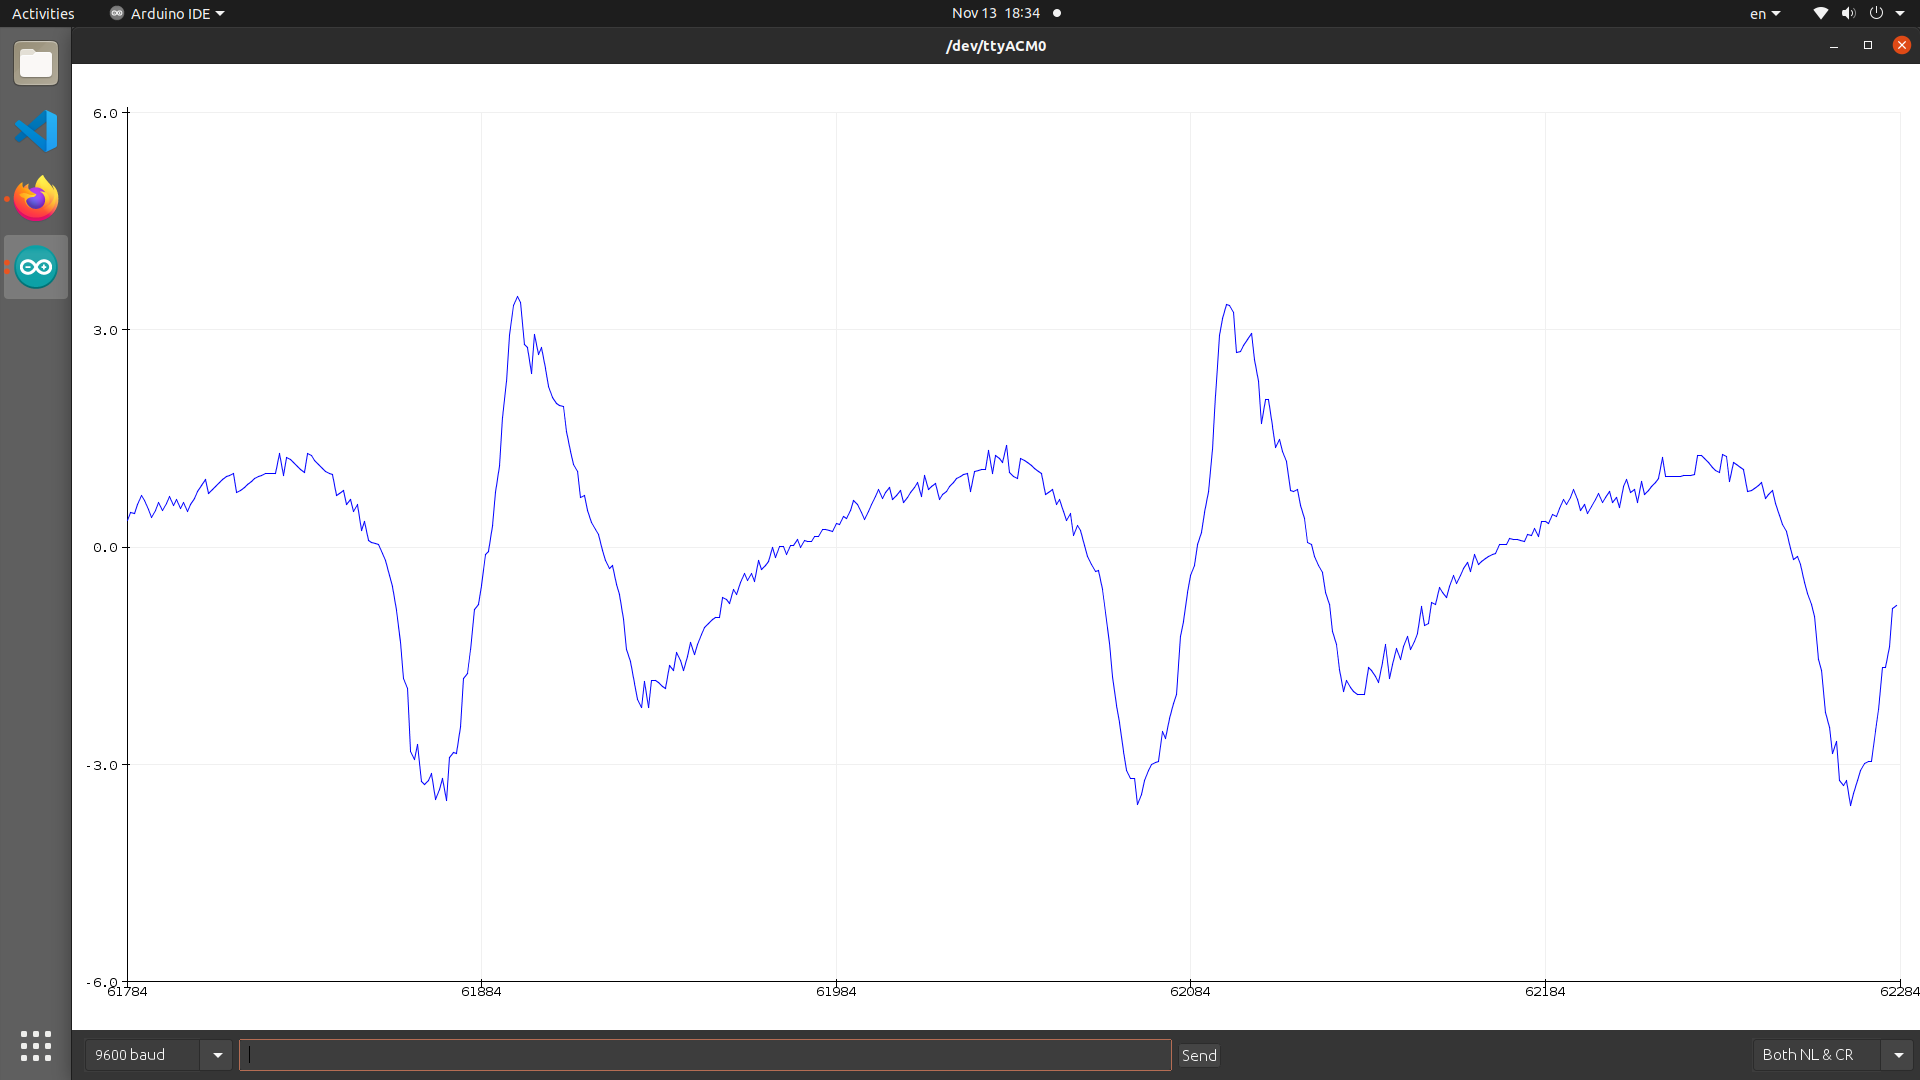 Activities Arduino IDE Nov 13 18:34 en
/dev/ttyACM0
6.0
3.0
0.0
-3.0
-6.0
61784 61884 61984 62084 62184 62284
9600 baud Send Both NL & CR